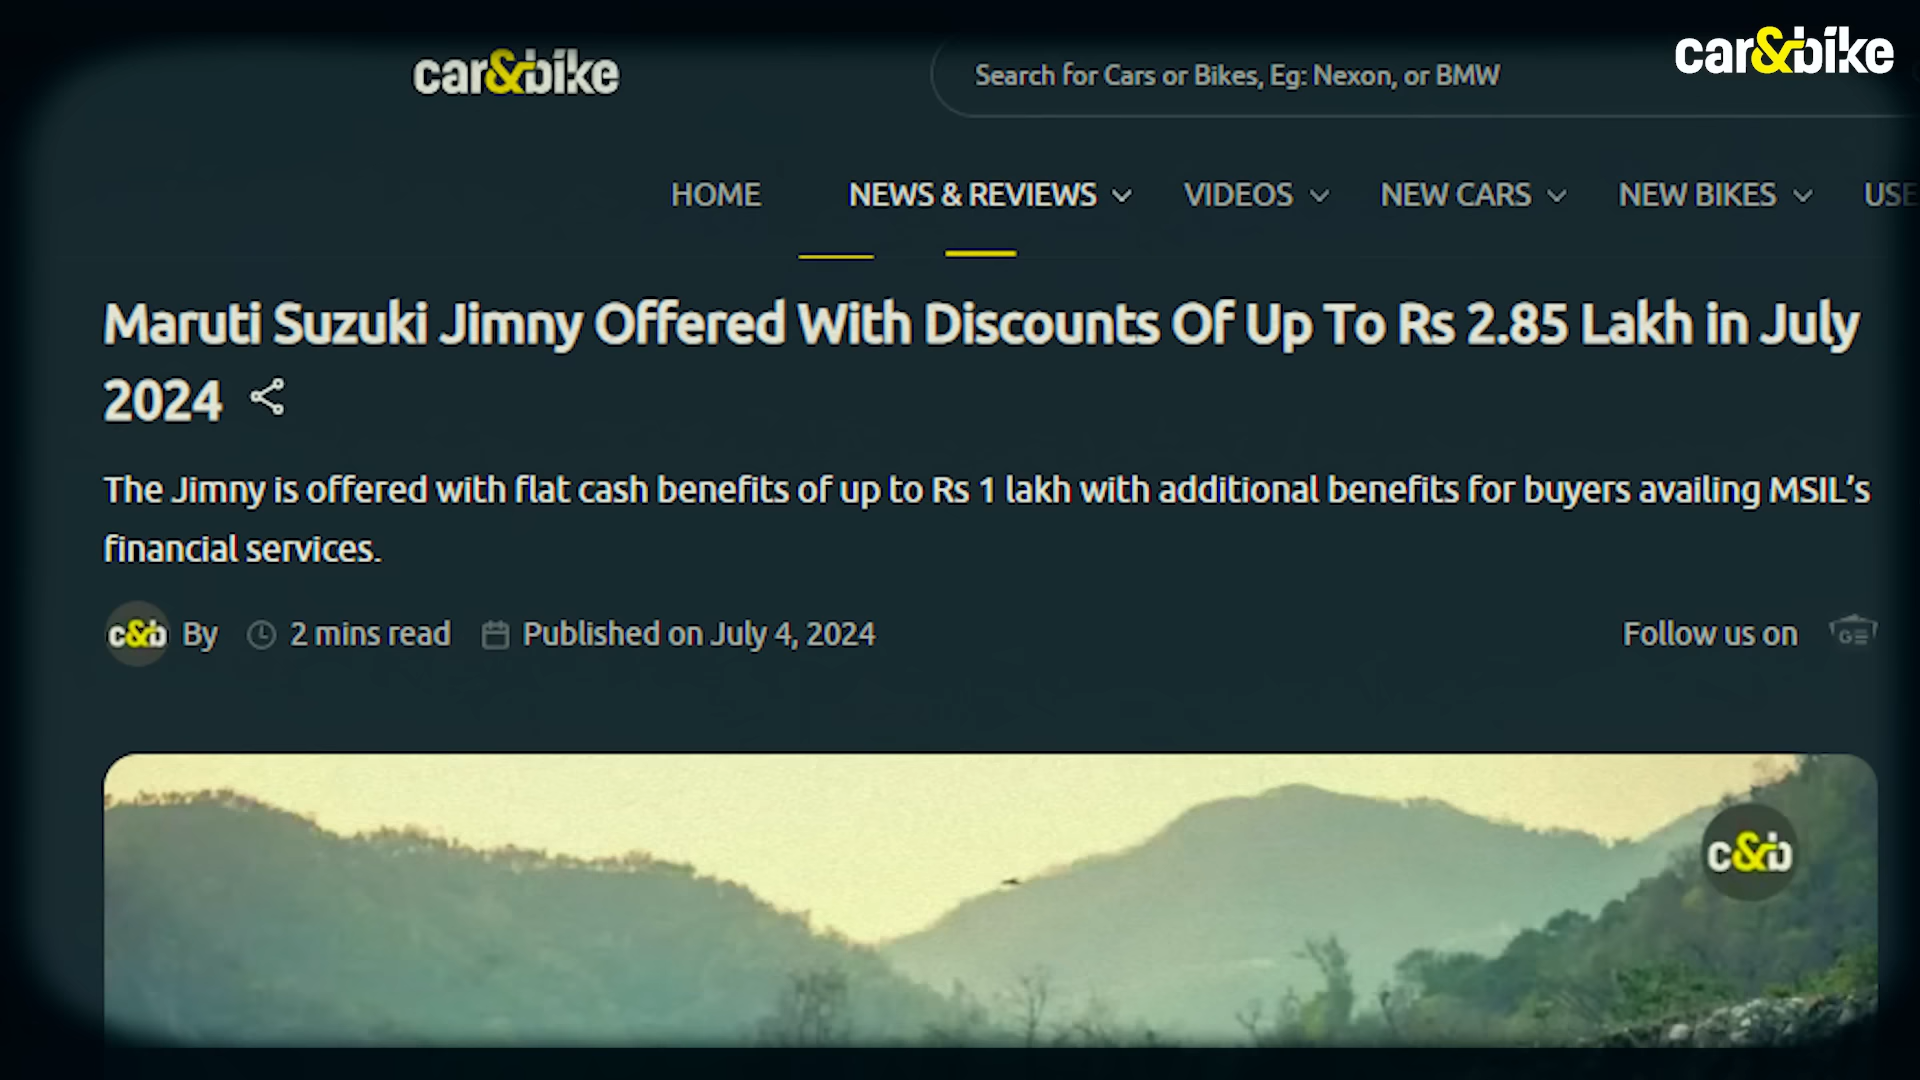 car&bike
Search for Cars or Bikes, Eg: Nexon, or BMW
car&bike
HOME
NEWS & REVIEWS
VIDEOS
NEW CARS
NEW BIKES
Maruti Suzuki Jimny Offered With Discounts Of Up To Rs 2.85 Lakh in July
2024
The Jimny is offered with flat cash benefits of up to Rs 1 lakh with additional benefits for buyers availing MSIL’s
financial services.
c&b By 2 mins read Published on July 4, 2024
Follow us on
c&b